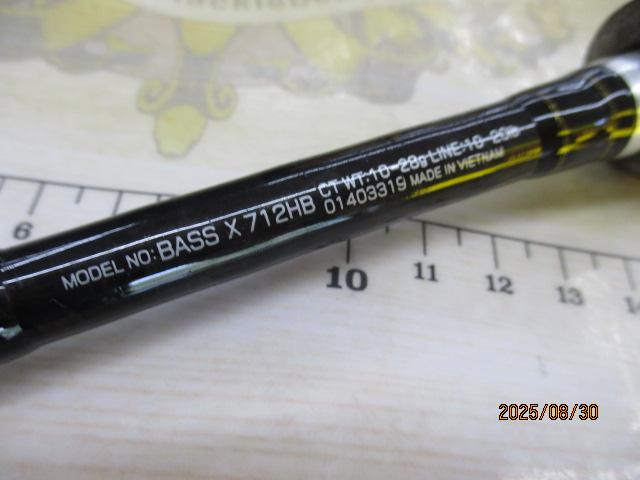 MODEL NO: BASS X 712HB
CT WT:10-28g LINE:10-20lb
01403319 MADE IN VIETNAM
6
10 11 12 13 14
2025/08/30